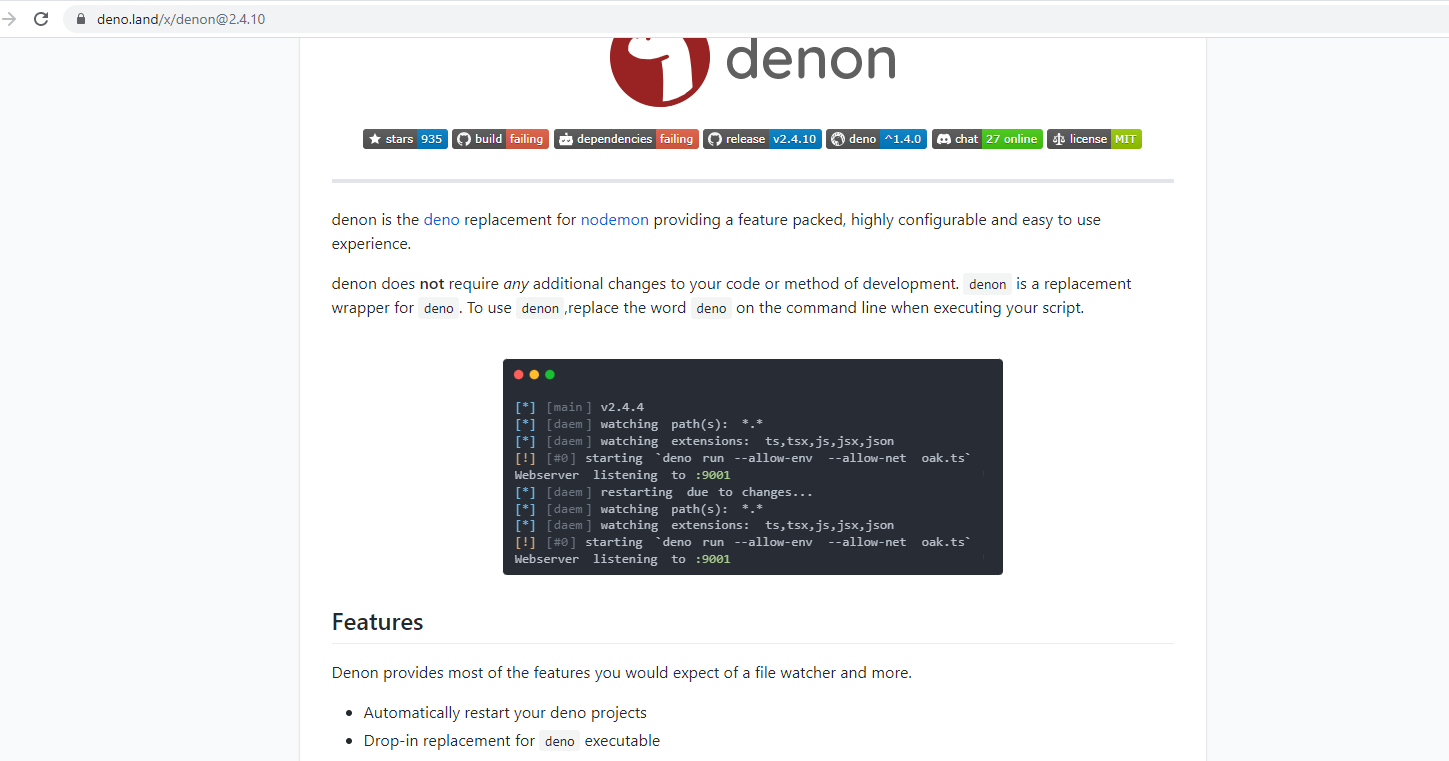 deno.land/x/denon@2.4.10
denon
stars 935 build failing dependencies failing release v2.4.10 deno ^1.4.0 chat 27 online license MIT
denon is the deno replacement for nodemon providing a feature packed, highly configurable and easy to use
experience.
denon does not require any additional changes to your code or method of development. denon is a replacement
wrapper for deno . To use denon ,replace the word deno on the command line when executing your script.
[*] [main] v2.4.4
[*] [daem] watching path(s): *.*
[*] [daem] watching extensions: ts,tsx,js,jsx,json
[!] [#0] starting `deno run --allow-env --allow-net oak.ts`
Webserver listening to :9001
[*] [daem] restarting due to changes...
[*] [daem] watching path(s): *.*
[*] [daem] watching extensions: ts,tsx,js,jsx,json
[!] [#0] starting `deno run --allow-env --allow-net oak.ts`
Webserver listening to :9001
Features
Denon provides most of the features you would expect of a file watcher and more.
• Automatically restart your deno projects
• Drop-in replacement for deno executable